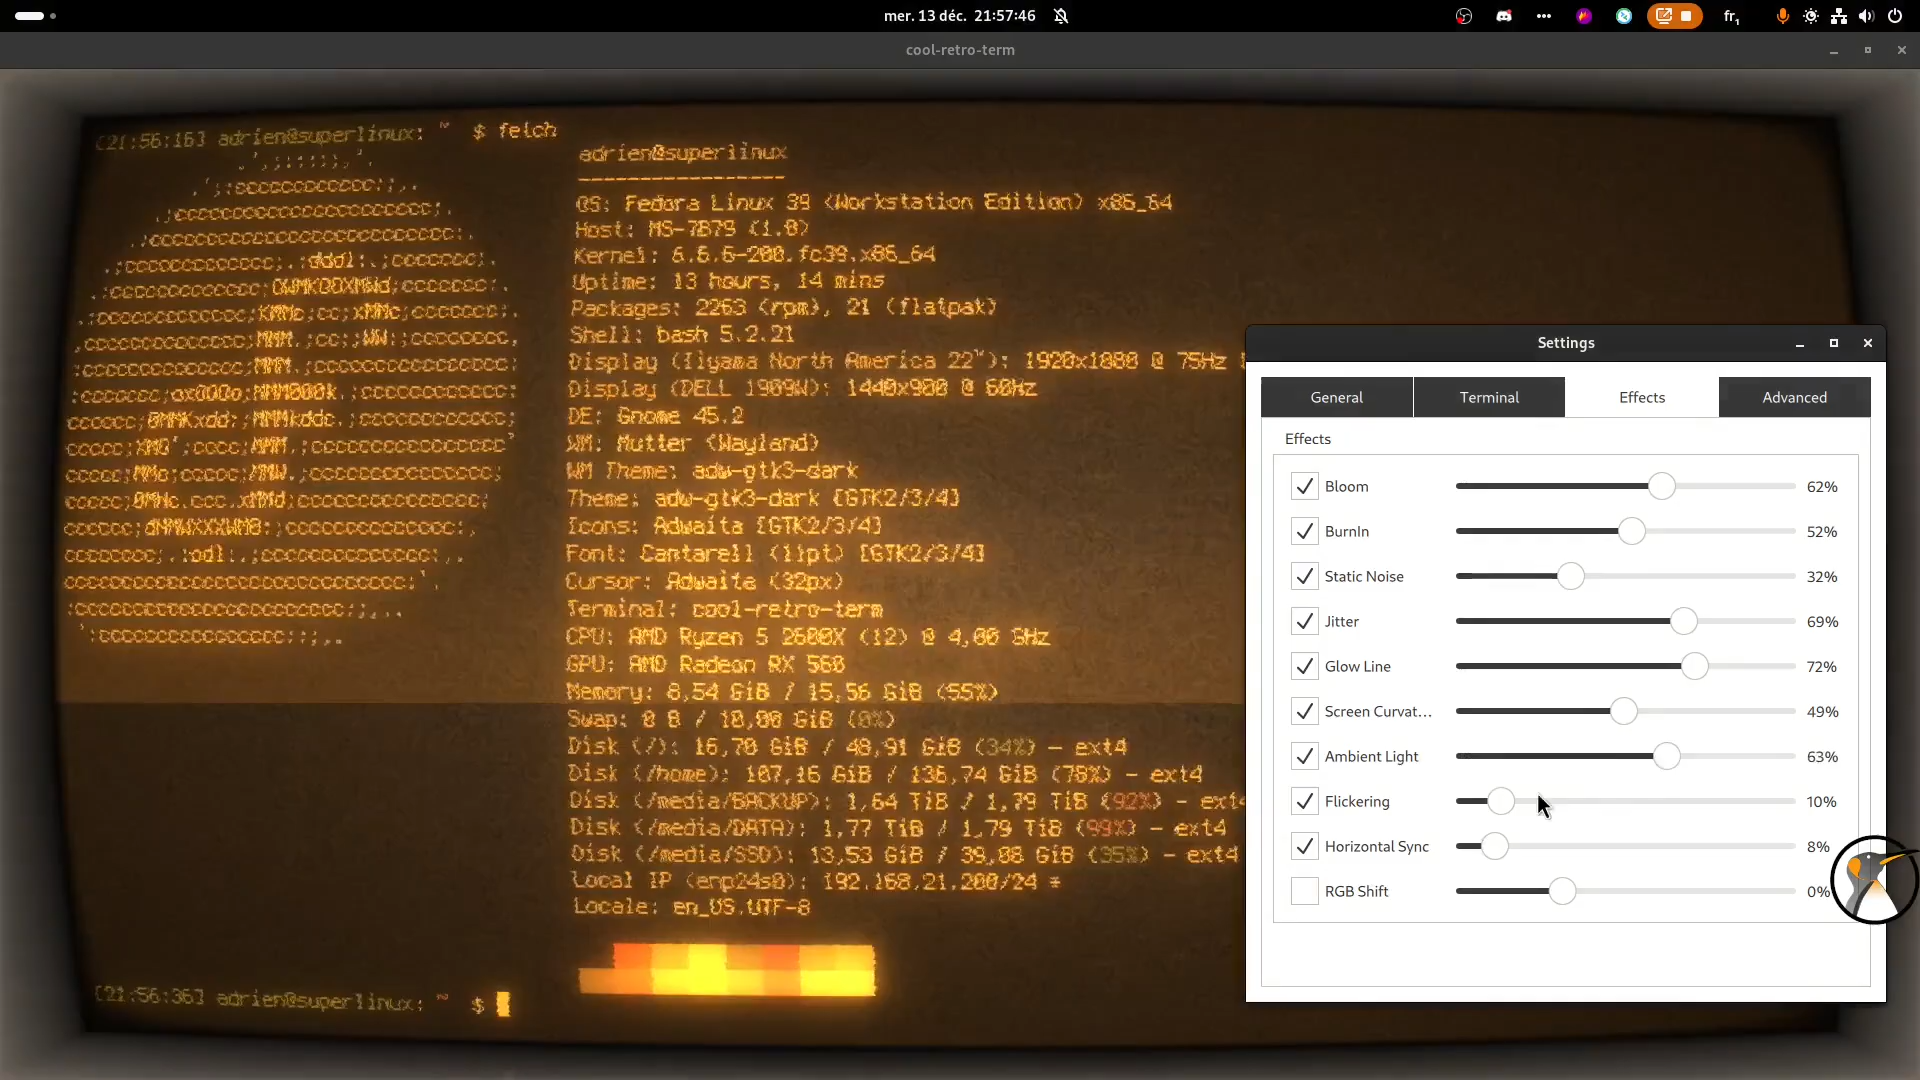 mer. 13 déc. 21:57:46
fr₁
cool-retro-term
[21:56:16] adrien@superlinux: ~ $ fetch
adrien@superlinux
-----------------
OS: Fedora Linux 39 (Workstation Edition) x86_64
Host: MS-7B79 (1.0)
Kernel: 6.6.6-200.fc39.x86_64
Uptime: 13 hours, 14 mins
Packages: 2263 (rpm), 21 (flatpak)
Shell: bash 5.2.21
Display (Ilyama North America 22"): 1920x1080 @ 75Hz
Display (DELL 1909W): 1440x900 @ 60Hz
DE: Gnome 45.2
WM: Mutter (Wayland)
WM Theme: adw-gtk3-dark
Theme: adw-gtk3-dark [GTK2/3/4]
Icons: Adwaita [GTK2/3/4]
Font: Cantarell (11pt) [GTK2/3/4]
Cursor: Adwaita (32px)
Terminal: cool-retro-term
CPU: AMD Ryzen 5 2600X (12) @ 4,00 GHz
GPU: AMD Radeon RX 560
Memory: 8,54 GiB / 15,56 GiB (55%)
Swap: 0 B / 10,00 GiB (0%)
Disk (/): 16,70 GiB / 48,91 GiB (34%) - ext4
Disk (/home): 107,16 GiB / 136,74 GiB (78%) - ext4
Disk (/media/BACKUP): 1,64 TiB / 1,79 TiB (92%) - ext4
Disk (/media/DATA): 1,77 TiB / 1,79 TiB (99%) - ext4
Disk (/media/SSD): 13,53 GiB / 39,08 GiB (35%) - ext4
Local IP (enp24s0): 192.168.21.200/24 *
Locale: en_US.UTF-8
[21:56:36] adrien@superlinux: ~ $
Settings
General Terminal Effects Advanced
Effects
Bloom 62%
BurnIn 52%
Static Noise 32%
Jitter 69%
Glow Line 72%
Screen Curvat… 49%
Ambient Light 63%
Flickering 10%
Horizontal Sync 8%
RGB Shift 0%